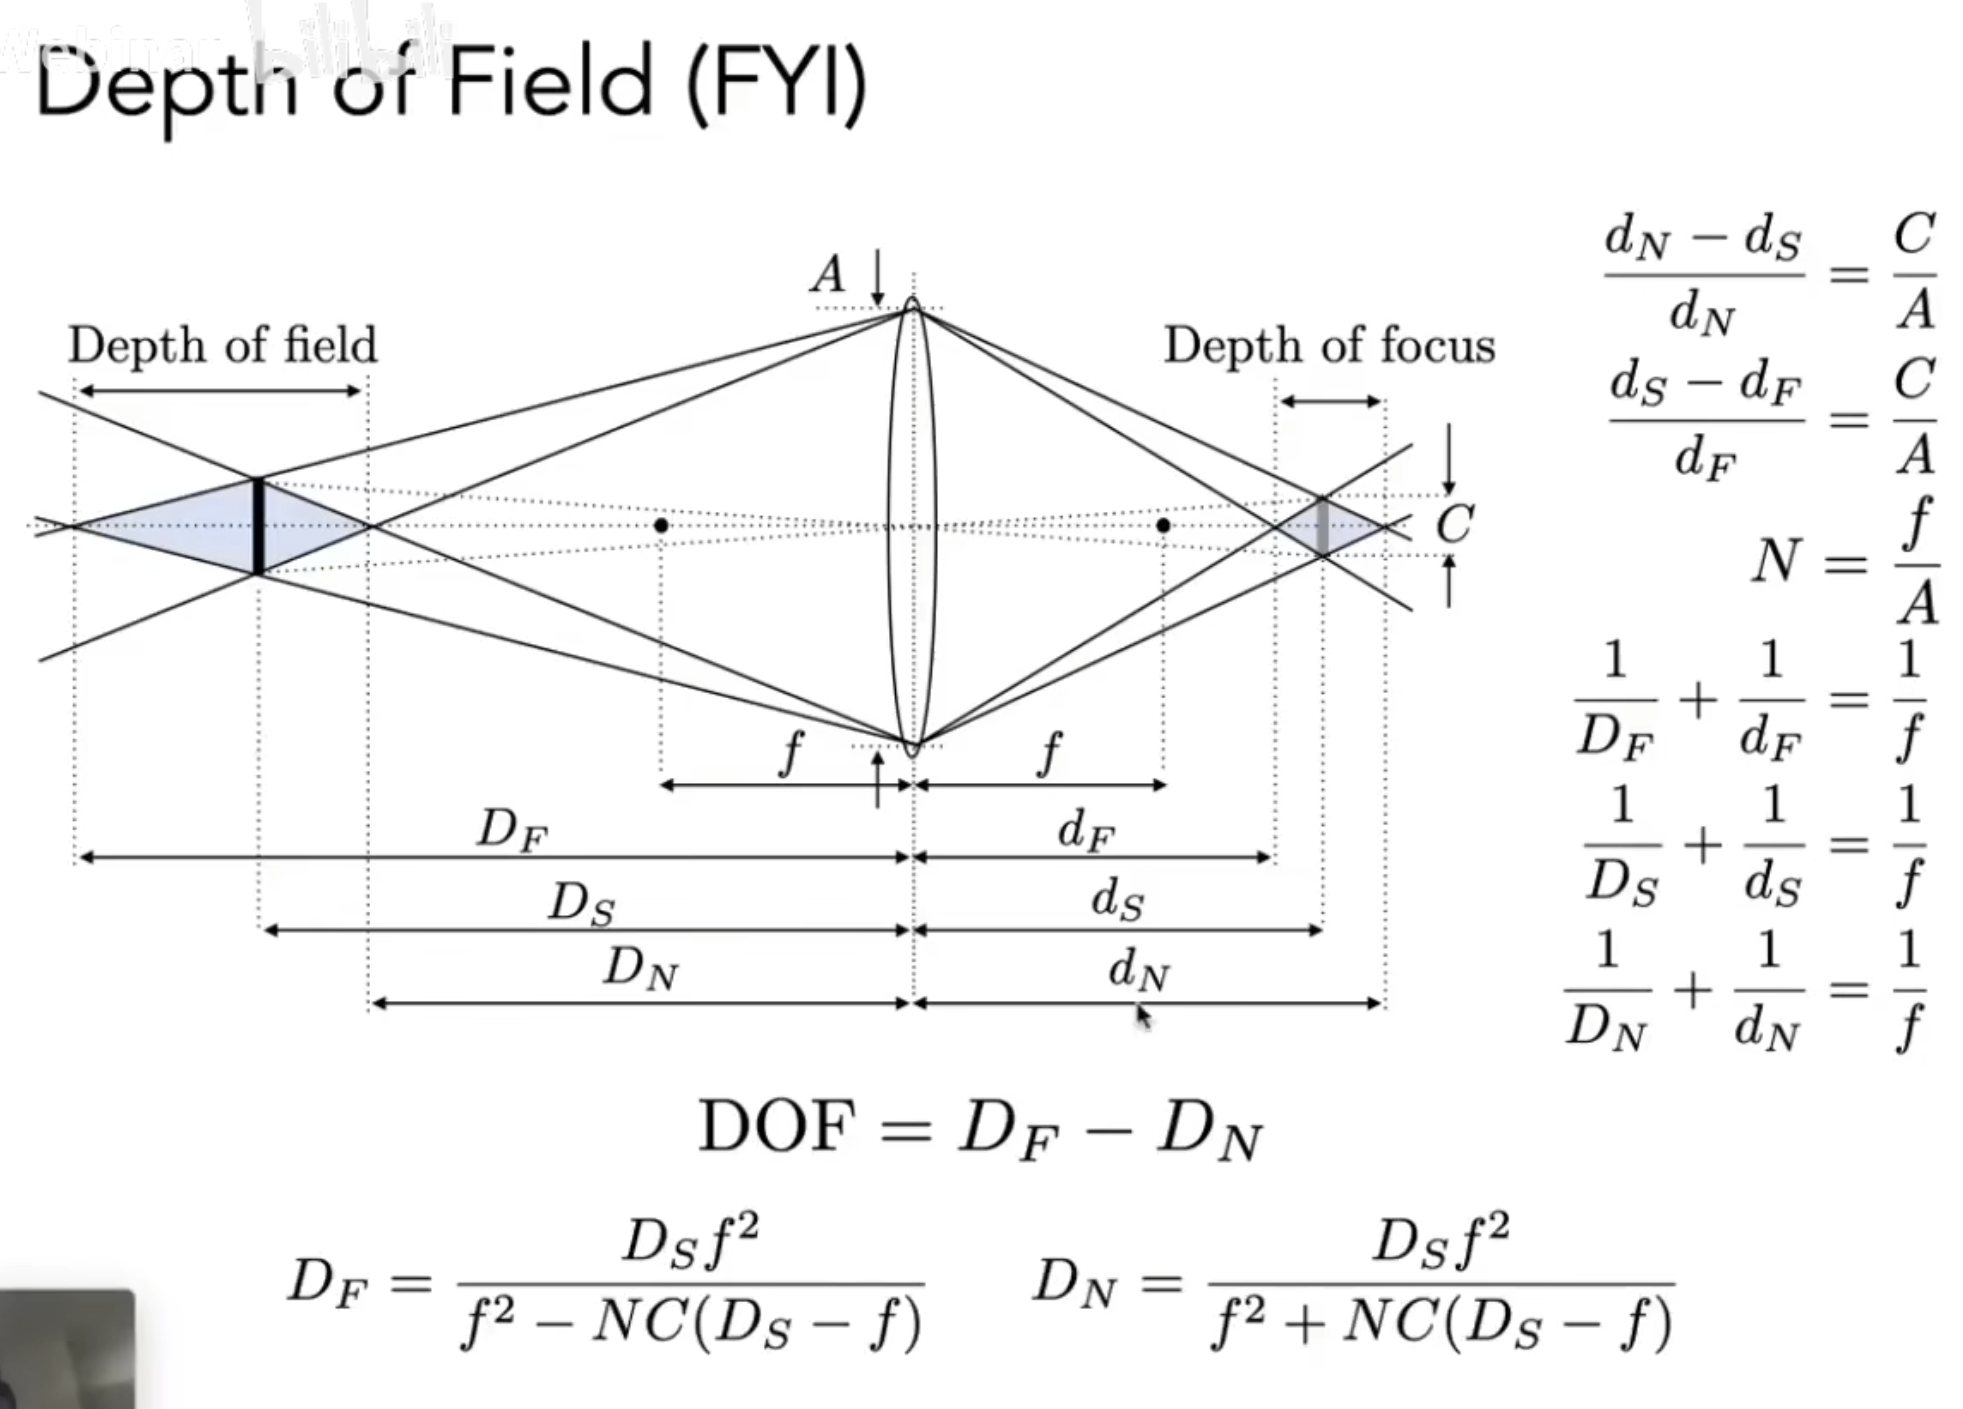 Webinar bilibili
Depth of Field (FYI)
A
Depth of field
Depth of focus
C
f
f
D_F
d_F
D_S
d_S
D_N
d_N
\frac{d_N - d_S}{d_N} = \frac{C}{A}
\frac{d_S - d_F}{d_F} = \frac{C}{A}
N = \frac{f}{A}
\frac{1}{D_F} + \frac{1}{d_F} = \frac{1}{f}
\frac{1}{D_S} + \frac{1}{d_S} = \frac{1}{f}
\frac{1}{D_N} + \frac{1}{d_N} = \frac{1}{f}
DOF = D_F − D_N
D_F = \frac{D_S f^2}{f^2 − NC(D_S − f)}
D_N = \frac{D_S f^2}{f^2 + NC(D_S − f)}